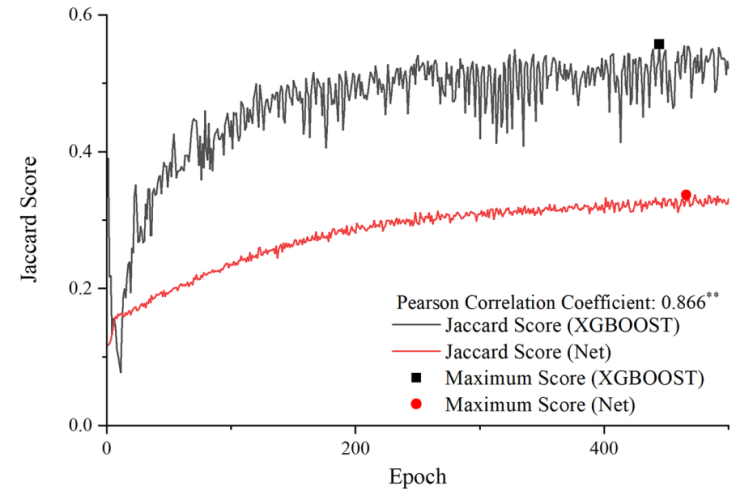 0.6
0.4
0.2
0.0
Jaccard Score
Pearson Correlation Coefficient: 0.866**
Jaccard Score (XGBOOST)
Jaccard Score (Net)
Maximum Score (XGBOOST)
Maximum Score (Net)
0 200 400
Epoch